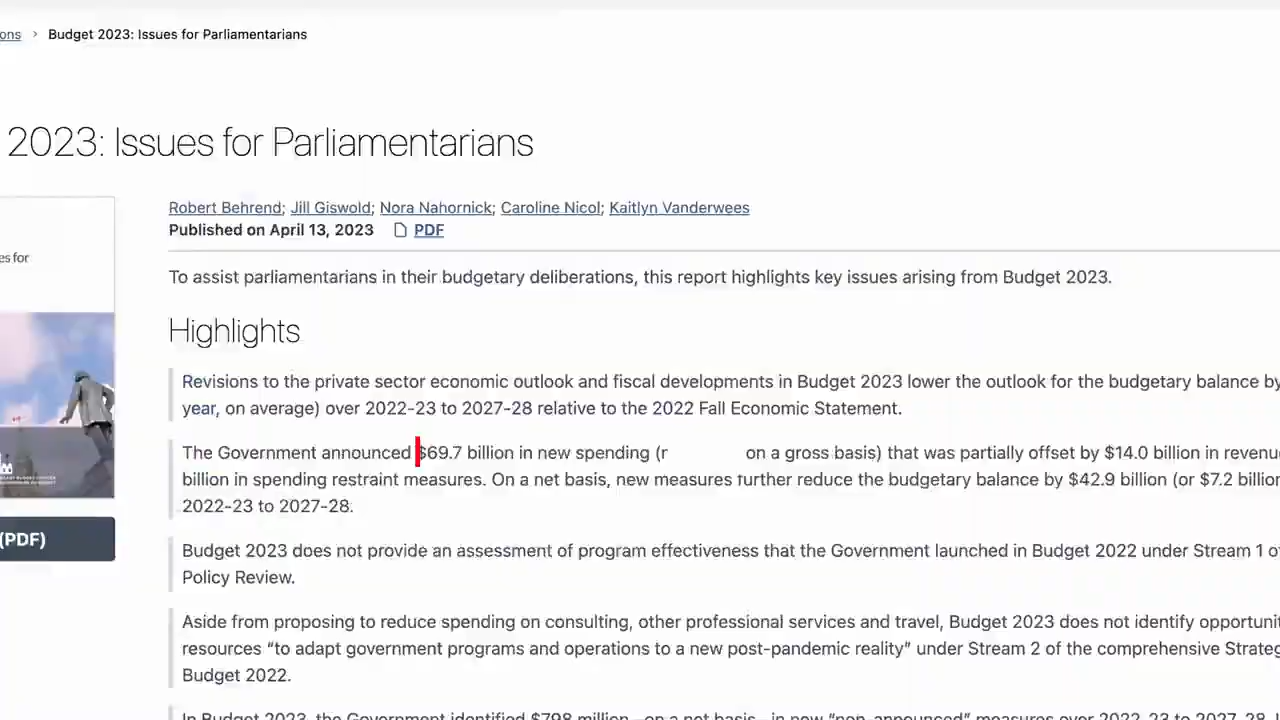 ons › Budget 2023: Issues for Parliamentarians
2023: Issues for Parliamentarians
Robert Behrend; Jill Giswold; Nora Nahornick; Caroline Nicol; Kaitlyn Vanderwees
Published on April 13, 2023 PDF
es for
To assist parliamentarians in their budgetary deliberations, this report highlights key issues arising from Budget 2023.
Highlights
Revisions to the private sector economic outlook and fiscal developments in Budget 2023 lower the outlook for the budgetary balance by
year, on average) over 2022-23 to 2027-28 relative to the 2022 Fall Economic Statement.
The Government announced $69.7 billion in new spending (r on a gross basis) that was partially offset by $14.0 billion in revenu
billion in spending restraint measures. On a net basis, new measures further reduce the budgetary balance by $42.9 billion (or $7.2 billion
2022-23 to 2027-28.
(PDF)
Budget 2023 does not provide an assessment of program effectiveness that the Government launched in Budget 2022 under Stream 1 of
Policy Review.
Aside from proposing to reduce spending on consulting, other professional services and travel, Budget 2023 does not identify opportunit
resources “to adapt government programs and operations to a new post-pandemic reality” under Stream 2 of the comprehensive Strateg
Budget 2022.
In Budget 2023, the Government identified $798 million –on a net basis– in new “non-announced” measures over 2022-23 to 2027-28.